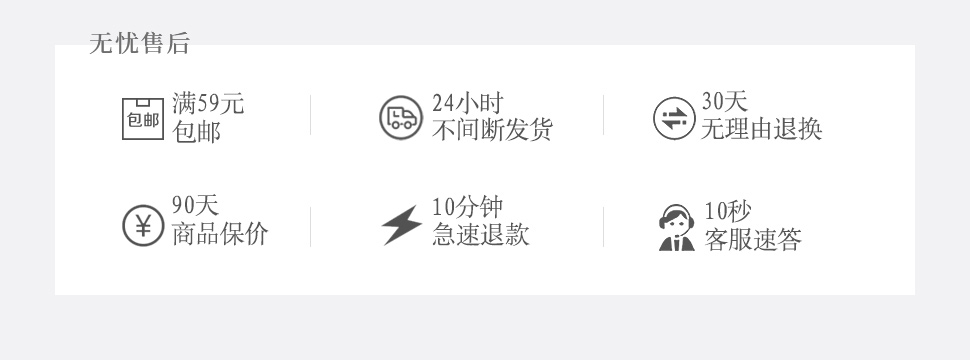 无忧售后
包邮
满59元
包邮
24小时
不间断发货
30天
无理由退换
¥
90天
商品保价
10分钟
急速退款
10秒
客服速答